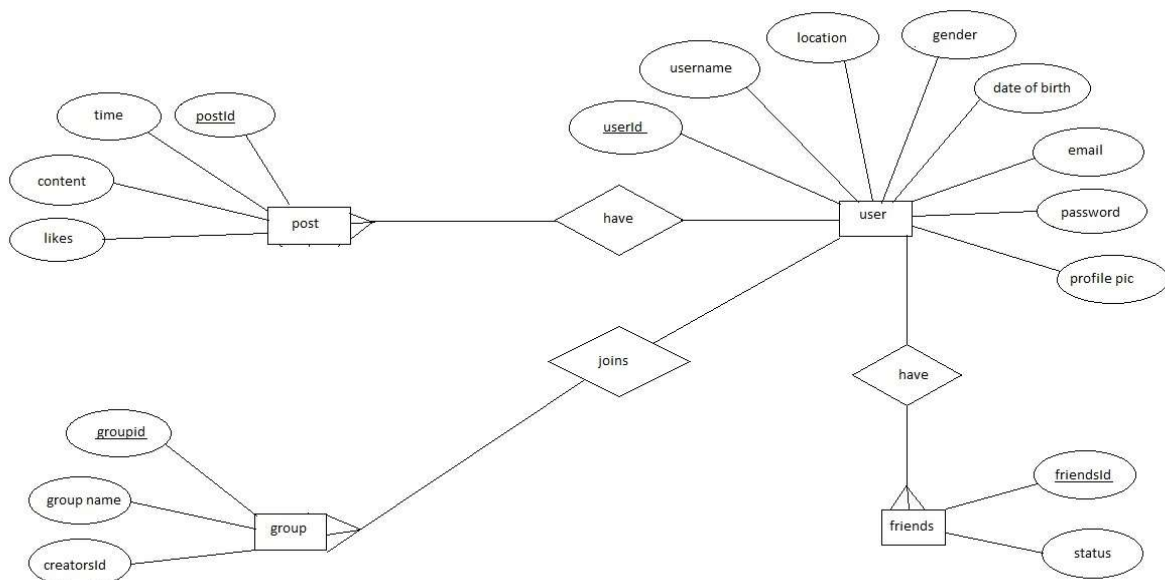 location
gender
username
date of birth
time
postId
userId
email
content
post
have
user
password
likes
profile pic
joins
have
groupid
friendsId
group name
group
friends
creatorsId
status